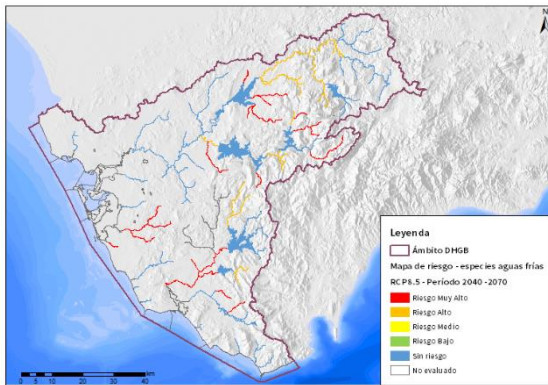 N
Leyenda
Ámbito DHGB
Mapa de riesgo - especies aguas frías
RCP8.5 - Período 2040 -2070
Riesgo Muy Alto
Riesgo Alto
Riesgo Medio
Riesgo Bajo
Sin riesgo
No evaluado
0 5 10 20 30 40
km